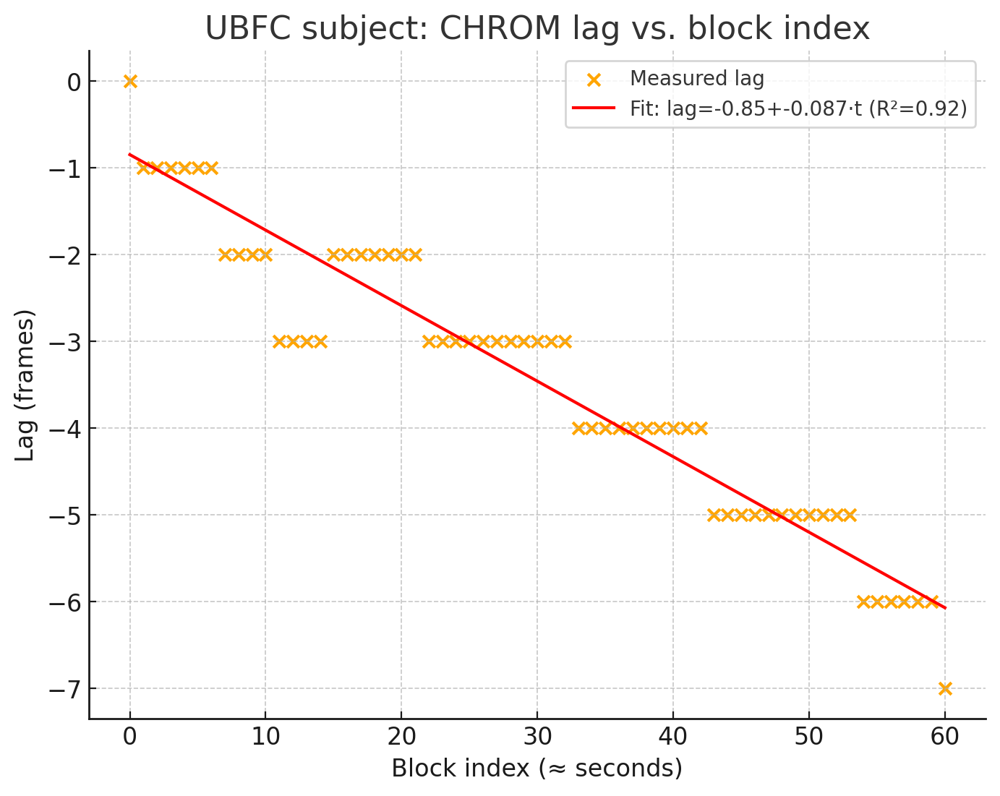 UBFC subject: CHROM lag vs. block index
Measured lag
Fit: lag=-0.85+-0.087·t (R²=0.92)
0
−1
−2
−3
−4
−5
−6
−7
Lag (frames)
0 10 20 30 40 50 60
Block index (≈ seconds)